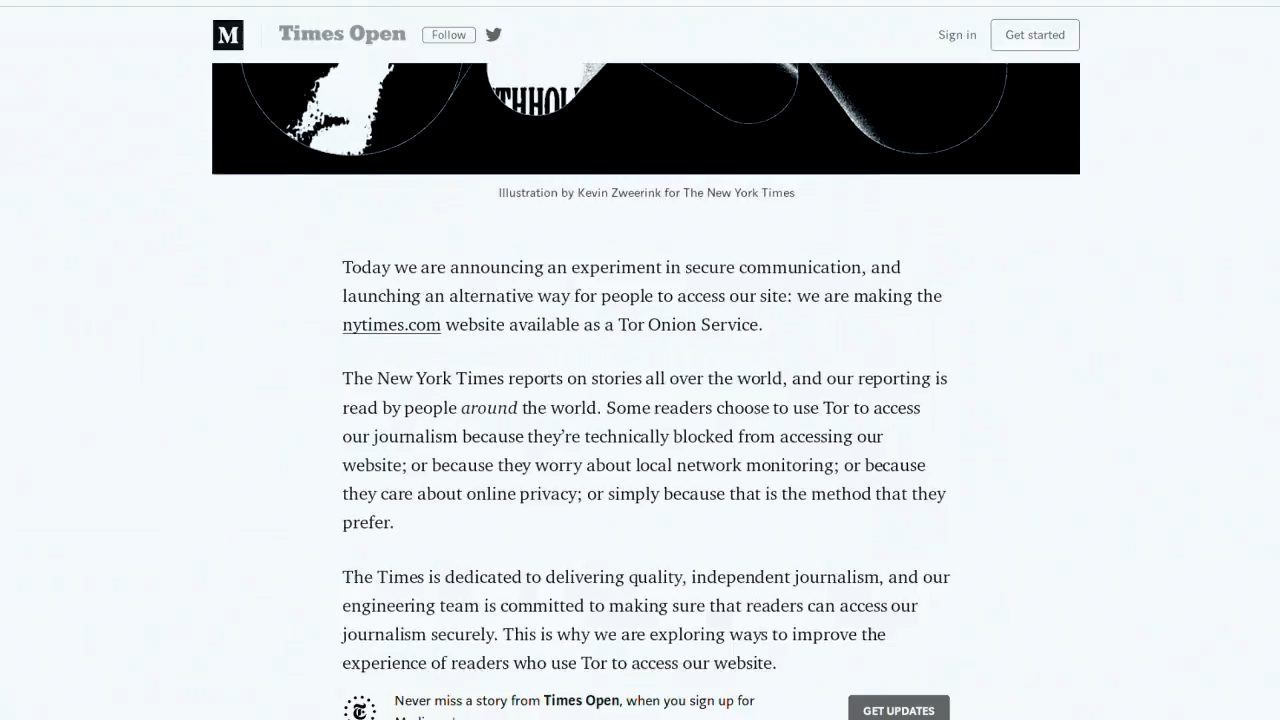 M Times Open Follow Sign in Get started
THHOL
Illustration by Kevin Zweerink for The New York Times
Today we are announcing an experiment in secure communication, and
launching an alternative way for people to access our site: we are making the
nytimes.com website available as a Tor Onion Service.
The New York Times reports on stories all over the world, and our reporting is
read by people around the world. Some readers choose to use Tor to access
our journalism because they’re technically blocked from accessing our
website; or because they worry about local network monitoring; or because
they care about online privacy; or simply because that is the method that they
prefer.
The Times is dedicated to delivering quality, independent journalism, and our
engineering team is committed to making sure that readers can access our
journalism securely. This is why we are exploring ways to improve the
experience of readers who use Tor to access our website.
Never miss a story from Times Open, when you sign up for
GET UPDATES